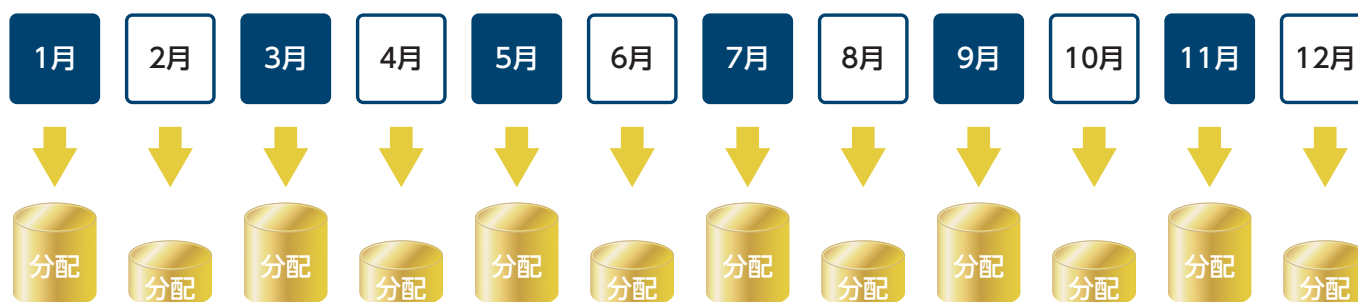 1月 2月 3月 4月 5月 6月 7月 8月 9月 10月 11月 12月
分配 分配 分配 分配 分配 分配 分配 分配 分配 分配 分配 分配